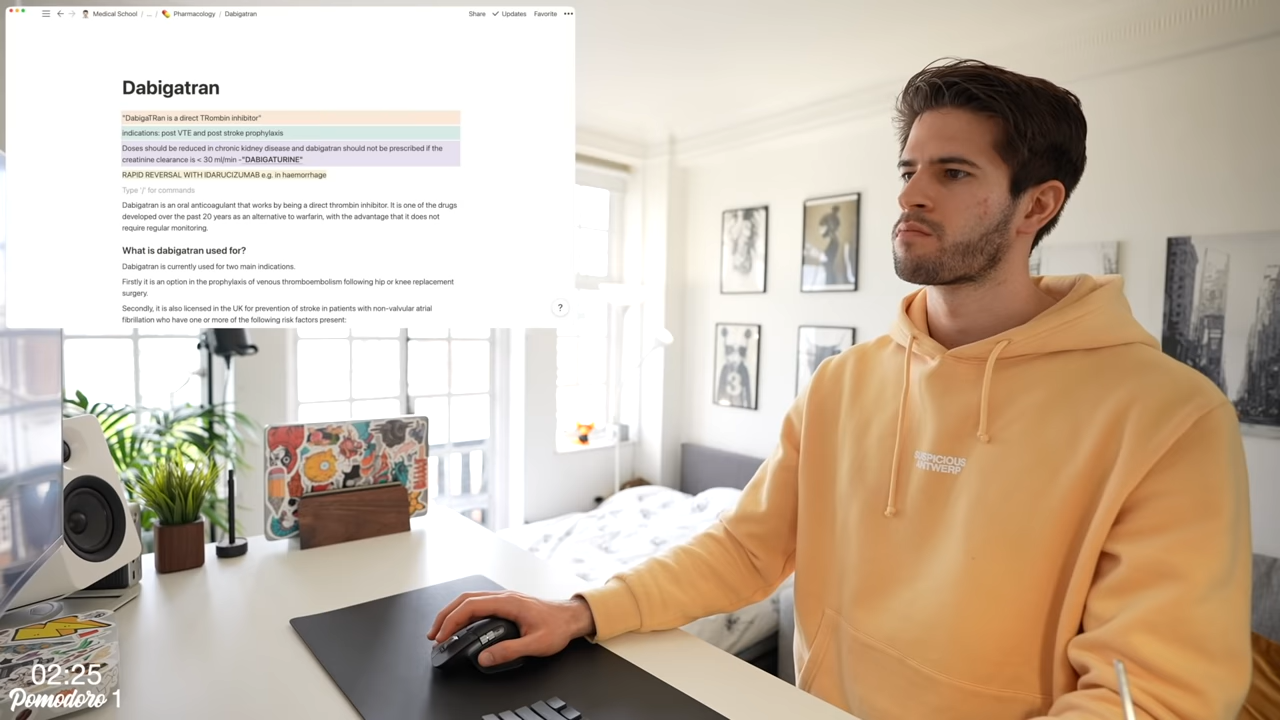 Medical School / ... / Pharmacology / Dabigatran
Share Updates Favorite •••
Dabigatran
"DabigaTRan is a direct TRombin inhibitor"
indications: post VTE and post stroke prophylaxis
Doses should be reduced in chronic kidney disease and dabigatran should not be prescribed if the
creatinine clearance is < 30 ml/min -"DABIGATURINE"
RAPID REVERSAL WITH IDARUCIZUMAB e.g. in haemorrhage
Type '/' for commands
Dabigatran is an oral anticoagulant that works by being a direct thrombin inhibitor. It is one of the drugs
developed over the past 20 years as an alternative to warfarin, with the advantage that it does not
require regular monitoring.
What is dabigatran used for?
Dabigatran is currently used for two main indications.
Firstly it is an option in the prophylaxis of venous thromboembolism following hip or knee replacement
surgery.
?
Secondly, it is also licensed in the UK for prevention of stroke in patients with non-valvular atrial
fibrillation who have one or more of the following risk factors present:
3
SUSPICIOUS
ANTWERP
02:25
Pomodoro 1